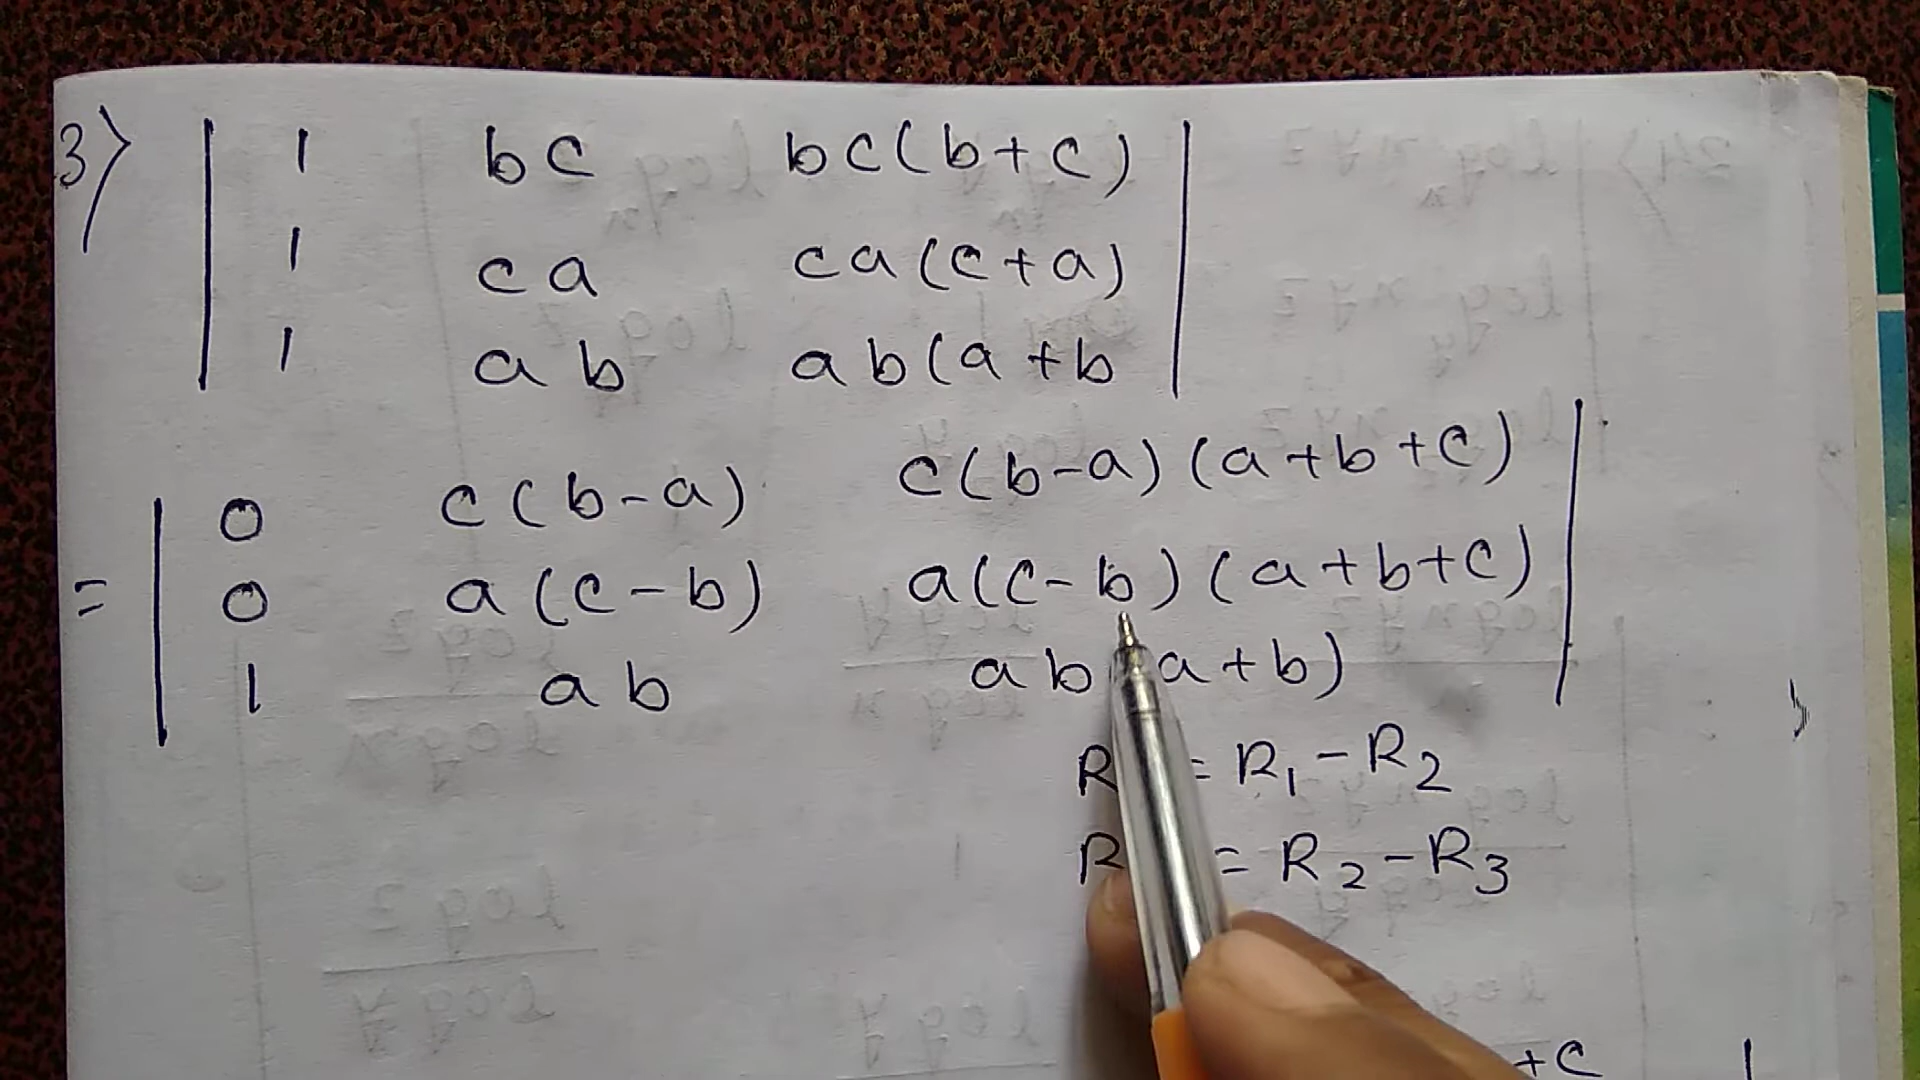 3) | 1 bc bc(b+c) |
| 1 ca ca(c+a) |
| 1 ab ab(a+b |
= | 0 c(b-a) c(b-a)(a+b+c) |
| 0 a(c-b) a(c-b)(a+b+c) |
| 1 ab ab a+b) |
R = R1 - R2
R = R2 - R3
+c |